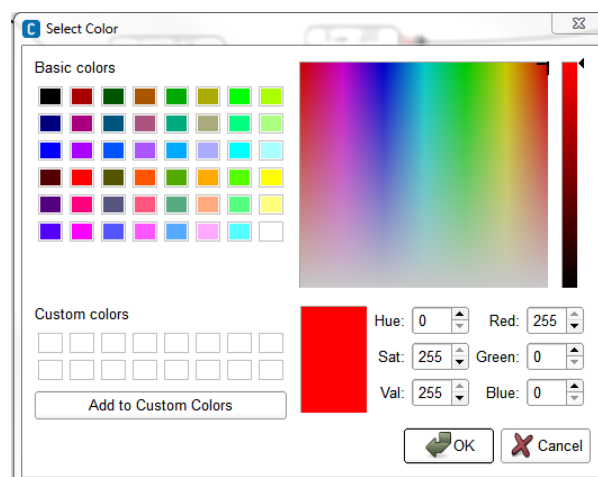 Select Color
Basic colors
Custom colors
Hue: 0 Red: 255
Sat: 255 Green: 0
Val: 255 Blue: 0
Add to Custom Colors
OK Cancel